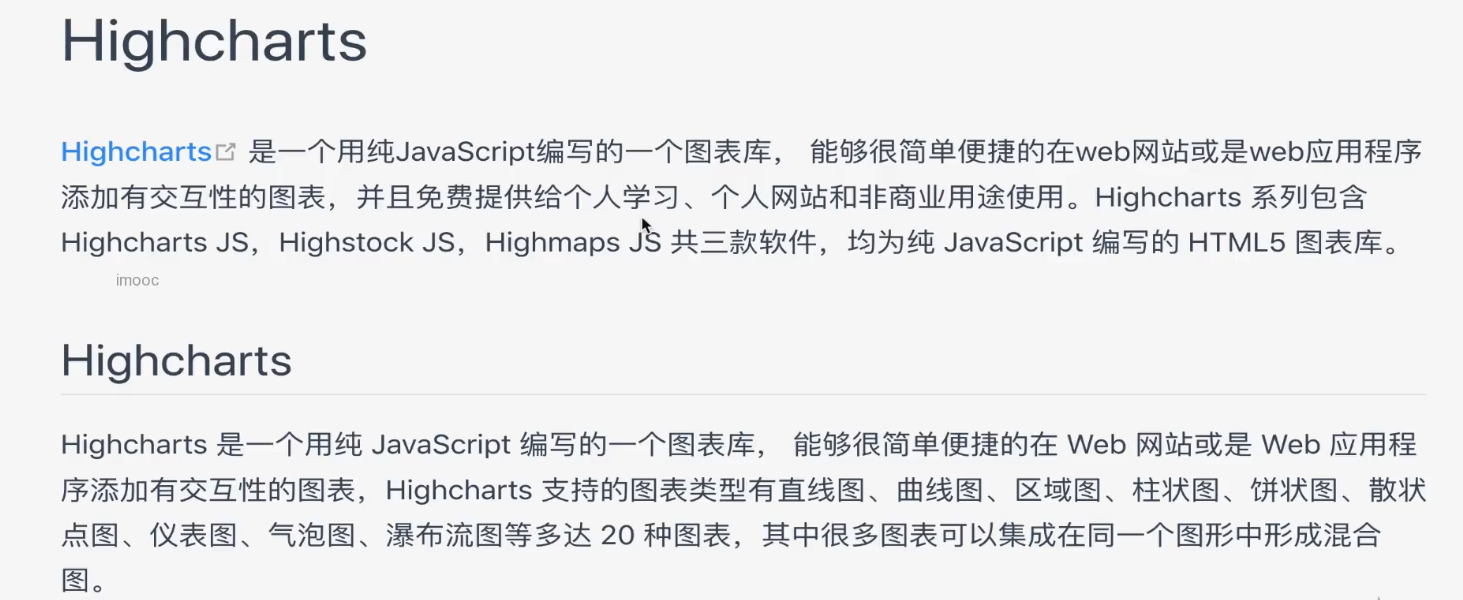 Highcharts
Highcharts 是一个用纯JavaScript编写的一个图表库， 能够很简单便捷的在web网站或是web应用程序
添加有交互性的图表，并且免费提供给个人学习、个人网站和非商业用途使用。Highcharts 系列包含
Highcharts JS，Highstock JS，Highmaps JS 共三款软件，均为纯 JavaScript 编写的 HTML5 图表库。
imooc
Highcharts
Highcharts 是一个用纯 JavaScript 编写的一个图表库， 能够很简单便捷的在 Web 网站或是 Web 应用程
序添加有交互性的图表，Highcharts 支持的图表类型有直线图、曲线图、区域图、柱状图、饼状图、散状
点图、仪表图、气泡图、瀑布流图等多达 20 种图表，其中很多图表可以集成在同一个图形中形成混合
图。